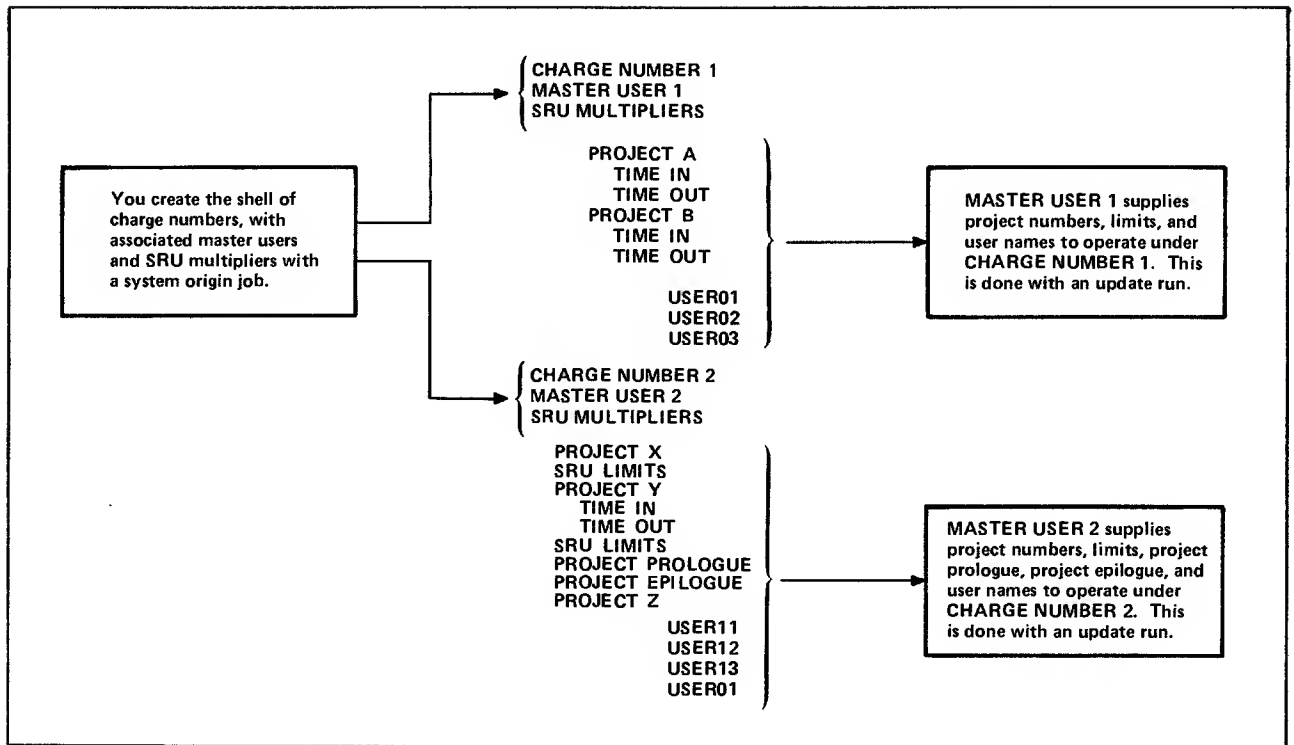 You create the shell of
charge numbers, with
associated master users
and SRU multipliers with
a system origin job.
CHARGE NUMBER 1
MASTER USER 1
SRU MULTIPLIERS
PROJECT A
TIME IN
TIME OUT
PROJECT B
TIME IN
TIME OUT
USER01
USER02
USER03
MASTER USER 1 supplies
project numbers, limits, and
user names to operate under
CHARGE NUMBER 1. This
is done with an update run.
CHARGE NUMBER 2
MASTER USER 2
SRU MULTIPLIERS
PROJECT X
SRU LIMITS
PROJECT Y
TIME IN
TIME OUT
SRU LIMITS
PROJECT PROLOGUE
PROJECT EPILOGUE
PROJECT Z
USER11
USER12
USER13
USER01
MASTER USER 2 supplies
project numbers, limits, project
prologue, project epilogue, and
user names to operate under
CHARGE NUMBER 2. This
is done with an update run.